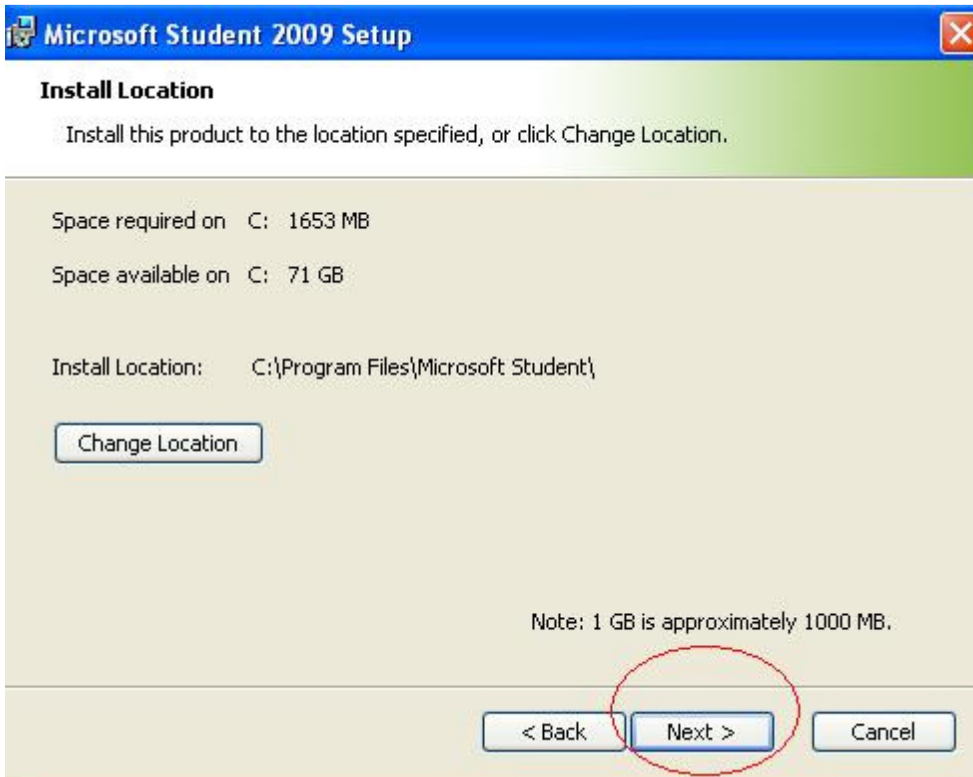 Microsoft Student 2009 Setup
Install Location
Install this product to the location specified, or click Change Location.
Space required on C: 1653 MB
Space available on C: 71 GB
Install Location: C:\Program Files\Microsoft Student\
Change Location
Note: 1 GB is approximately 1000 MB.
< Back Next > Cancel